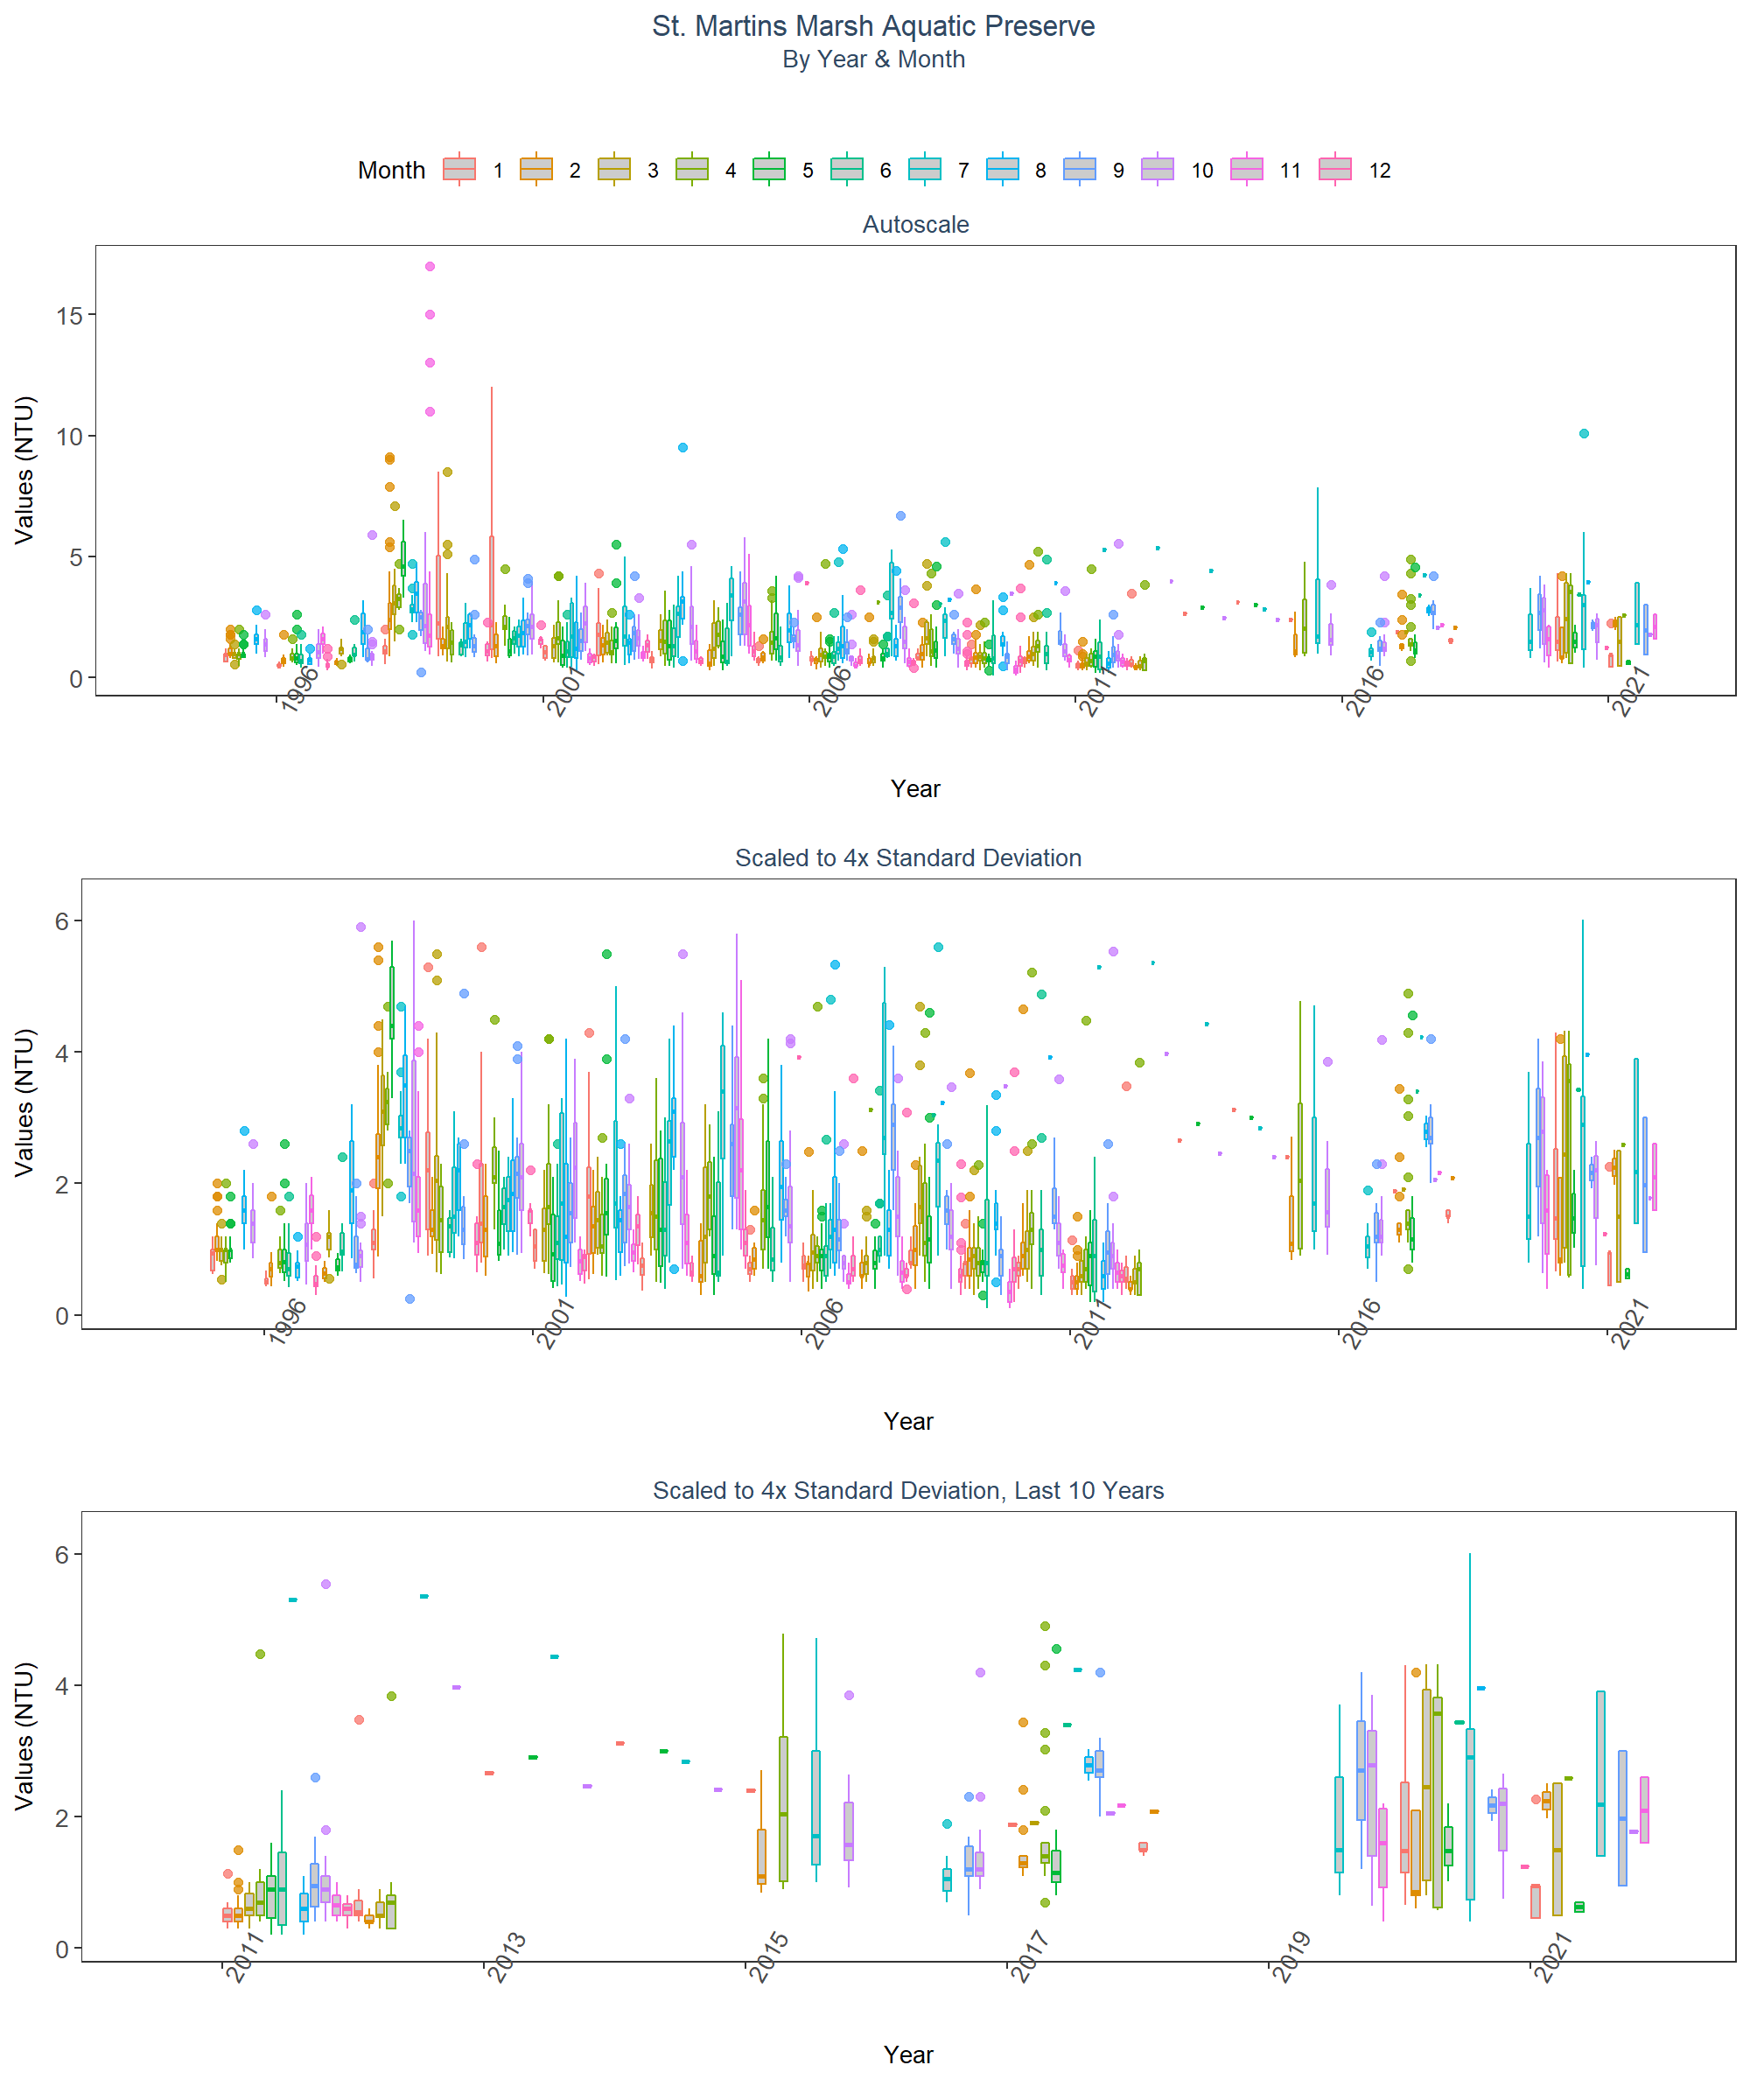 St. Martins Marsh Aquatic Preserve
By Year & Month
Month 1 2 3 4 5 6 7 8 9 10 11 12
Autoscale
Values (NTU)
15
10
5
0
1996 2001 2006 2011 2016 2021
Year
Scaled to 4x Standard Deviation
Values (NTU)
6
4
2
0
1996 2001 2006 2011 2016 2021
Year
Scaled to 4x Standard Deviation, Last 10 Years
Values (NTU)
6
4
2
0
2011 2013 2015 2017 2019 2021
Year